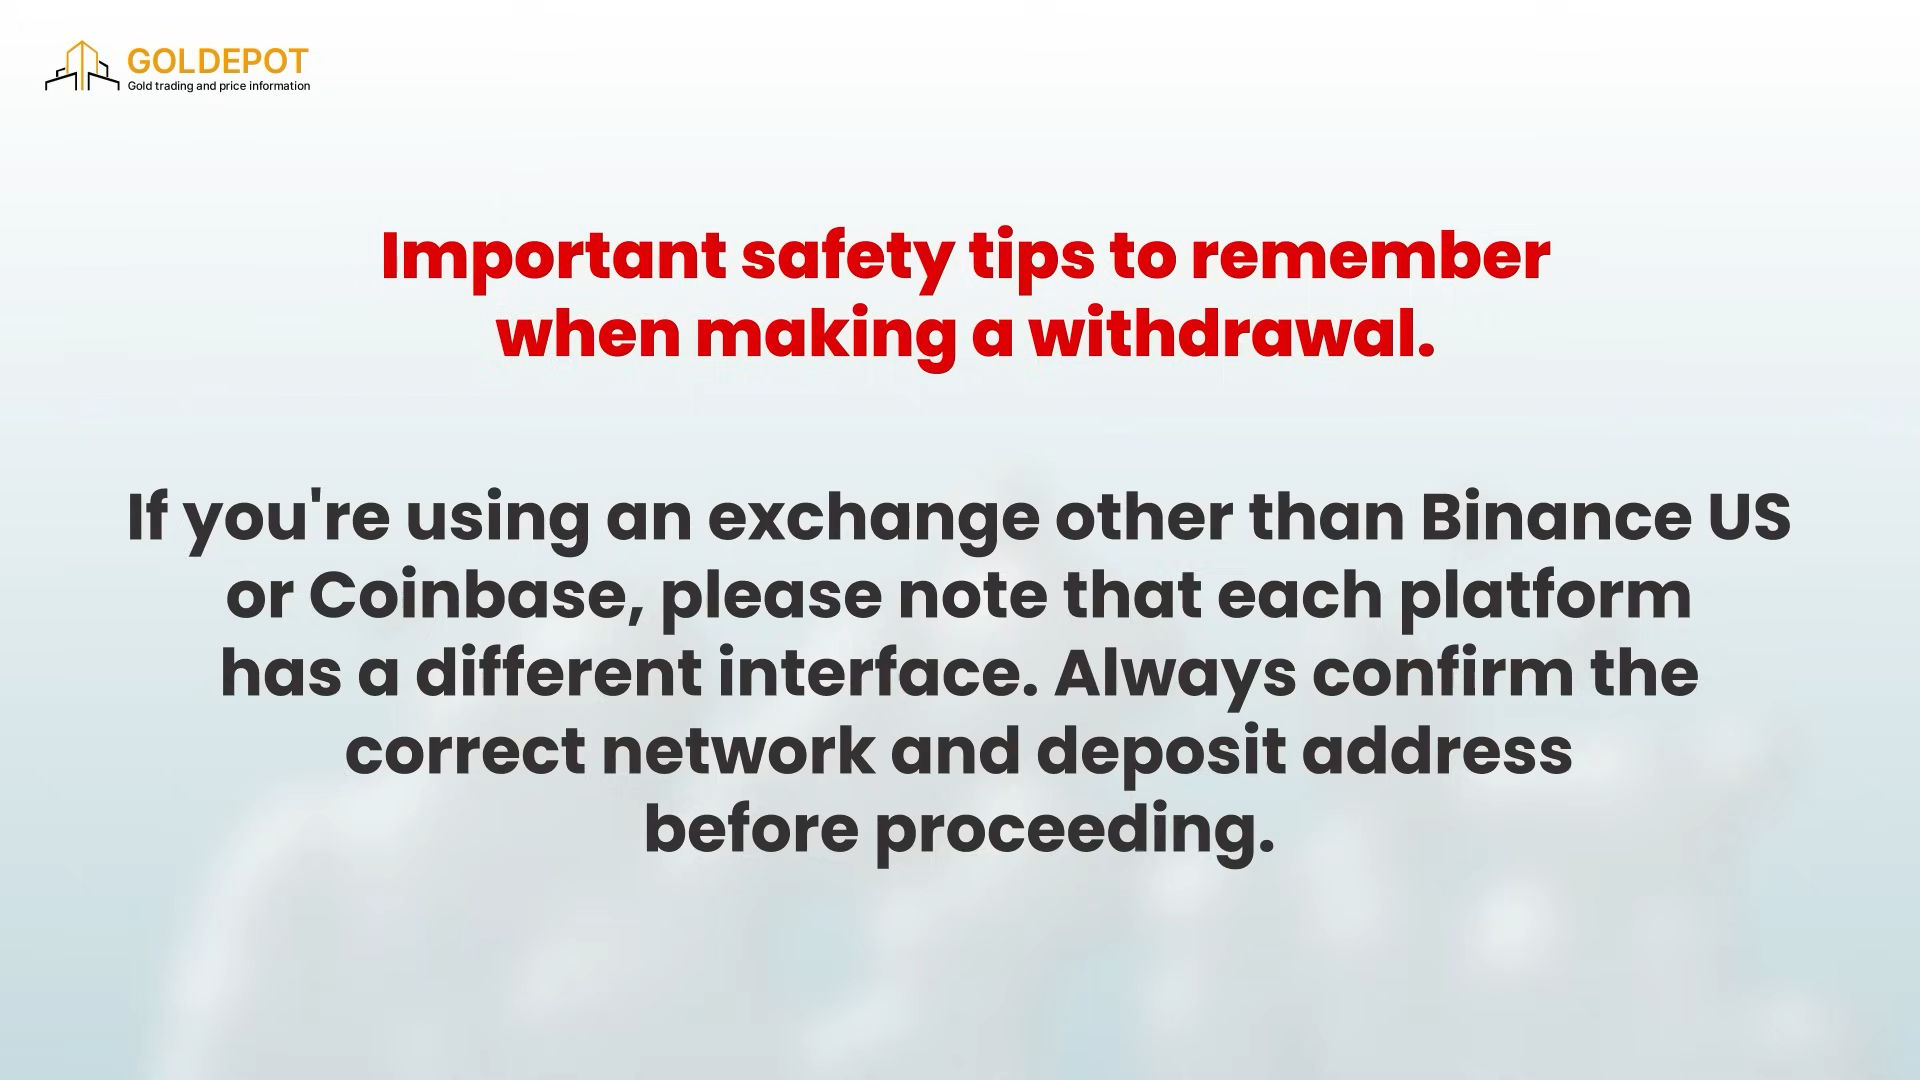 GOLDEPOT
Gold trading and price information
Important safety tips to remember
when making a withdrawal.
If you're using an exchange other than Binance US
or Coinbase, please note that each platform
has a different interface. Always confirm the
correct network and deposit address
before proceeding.